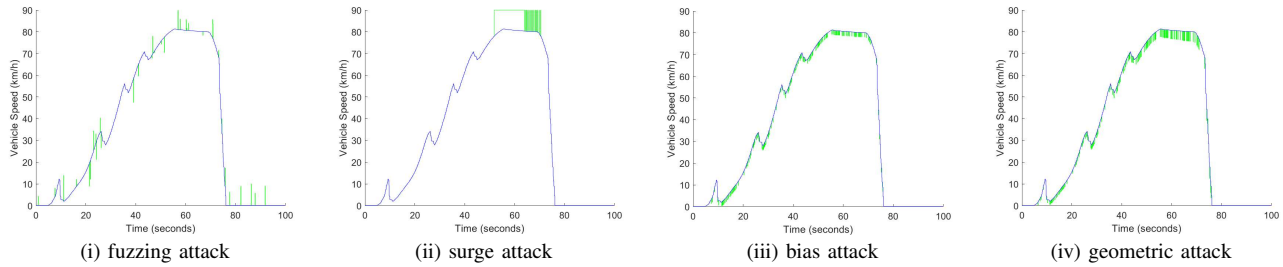 Vehicle Speed (km/h)
90
80
70
60
50
40
30
20
10
0
0 20 40 60 80 100
Time (seconds)
(i) fuzzing attack
Vehicle Speed (km/h)
90
80
70
60
50
40
30
20
10
0
0 20 40 60 80 100
Time (seconds)
(ii) surge attack
Vehicle Speed (km/h)
90
80
70
60
50
40
30
20
10
0
0 20 40 60 80 100
Time (seconds)
(iii) bias attack
Vehicle Speed (km/h)
90
80
70
60
50
40
30
20
10
0
0 20 40 60 80 100
Time (seconds)
(iv) geometric attack